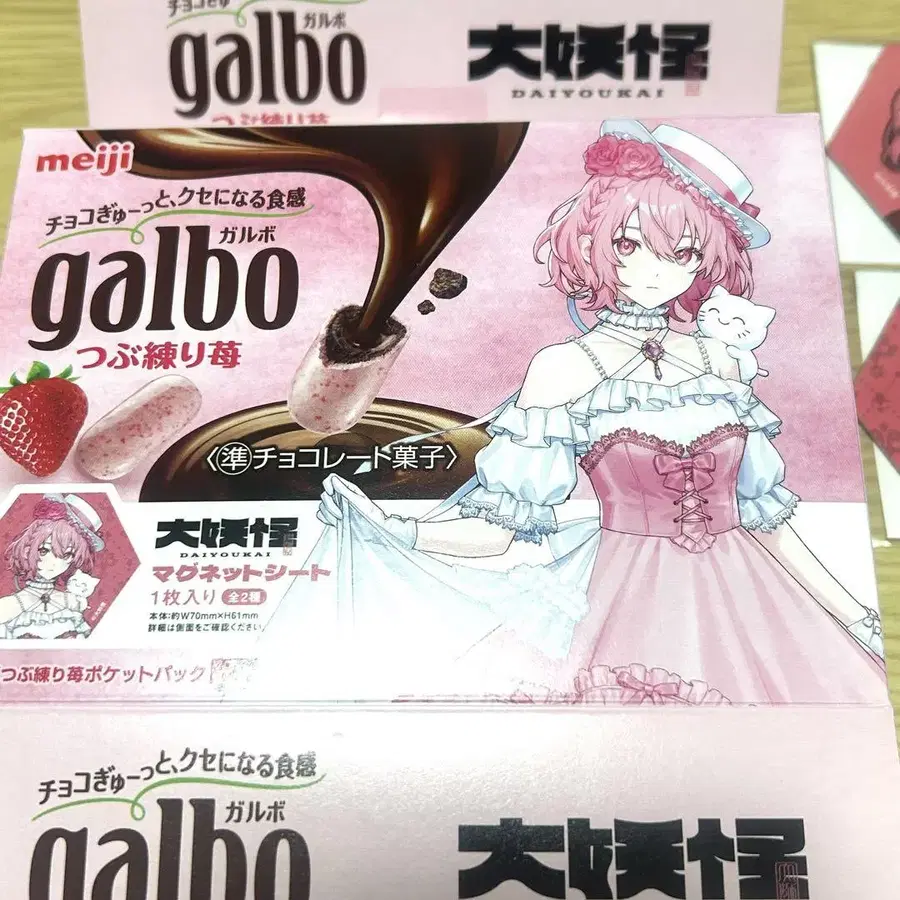 チョコぎゅ
ガルボ
galbo
つぶ練り苺
大妖怪
DAIYOUKAI
meiji
チョコぎゅーっと、クセになる食感
ガルボ
galbo
つぶ練り苺
〈準チョコレート菓子〉
大妖怪
DAIYOUKAI
マグネットシート
1枚入り 全2種
本体:約W70mm×H61mm
詳細は側面をご確認ください。
つぶ練り苺ポケットパック
チョコぎゅーっと、クセになる食感
ガルボ
galbo
大妖怪